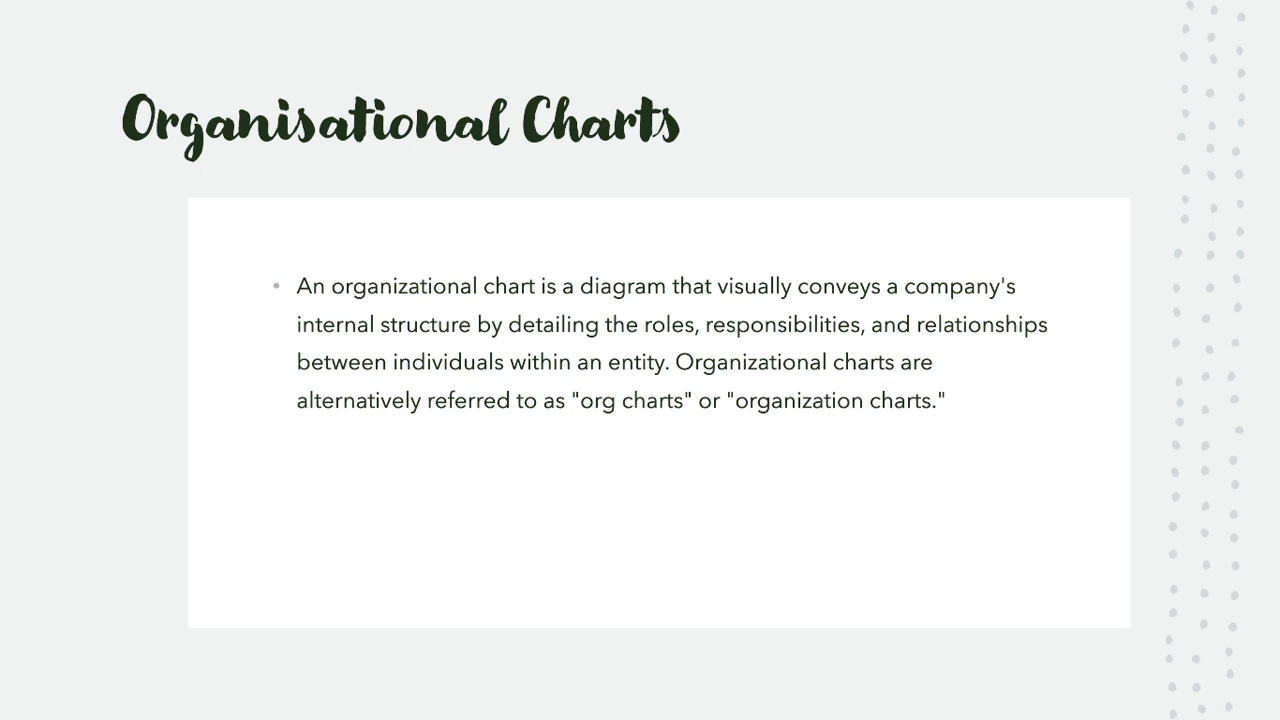 Organisational Charts
• An organizational chart is a diagram that visually conveys a company's
internal structure by detailing the roles, responsibilities, and relationships
between individuals within an entity. Organizational charts are
alternatively referred to as "org charts" or "organization charts."